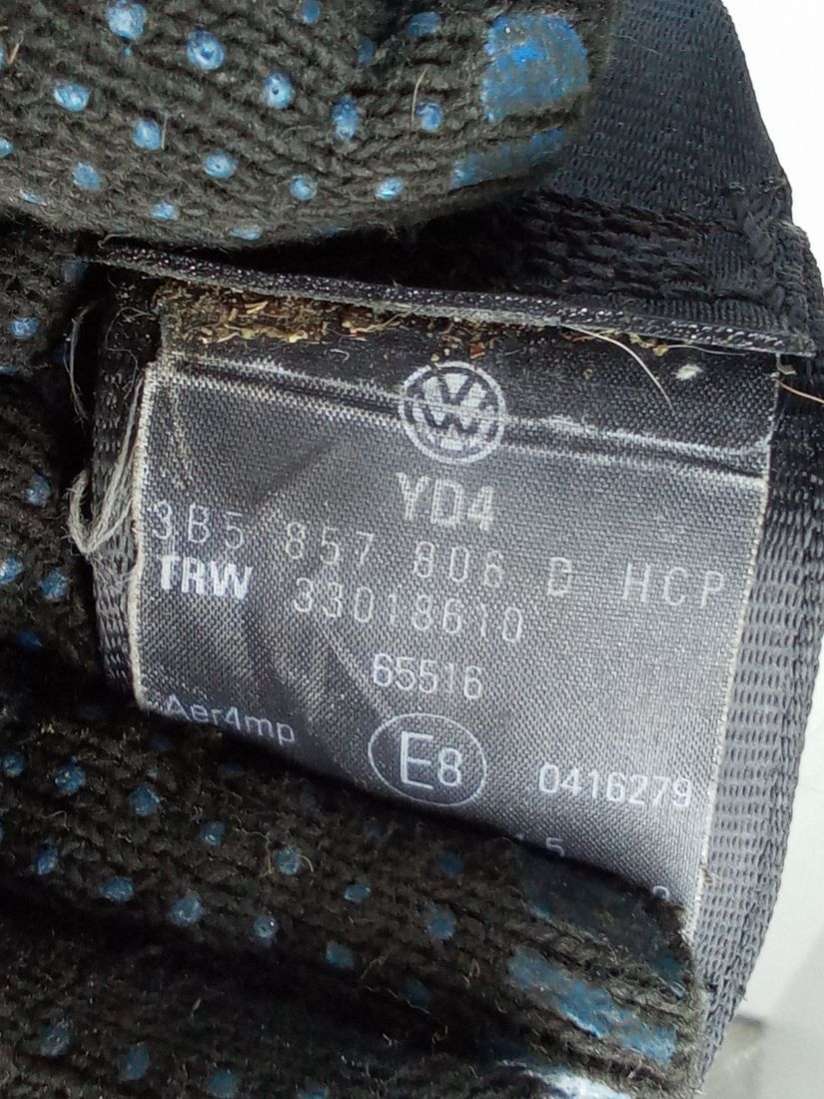 YD4
3B5 857 806 D HCP
TRW 33018610
65516
Aer4mp
E8 0416279